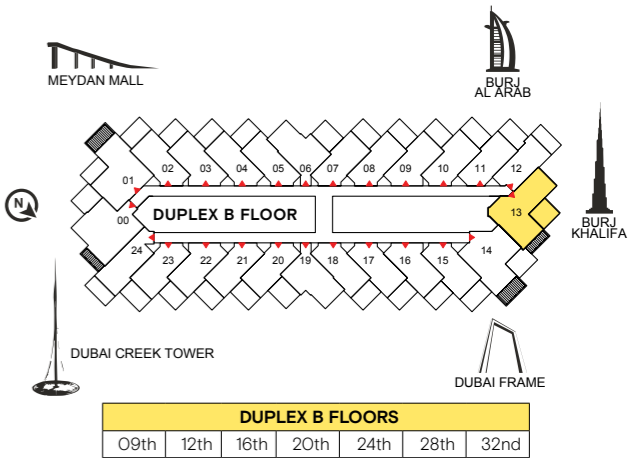 MEYDAN MALL
BURJ
AL ARAB
BURJ
KHALIFA
N
01 02 03 04 05 06 07 08 09 10 11 12
00 DUPLEX B FLOOR 13
24 23 22 21 20 19 18 17 16 15 14
DUBAI CREEK TOWER
DUBAI FRAME
DUPLEX B FLOORS
09th 12th 16th 20th 24th 28th 32nd